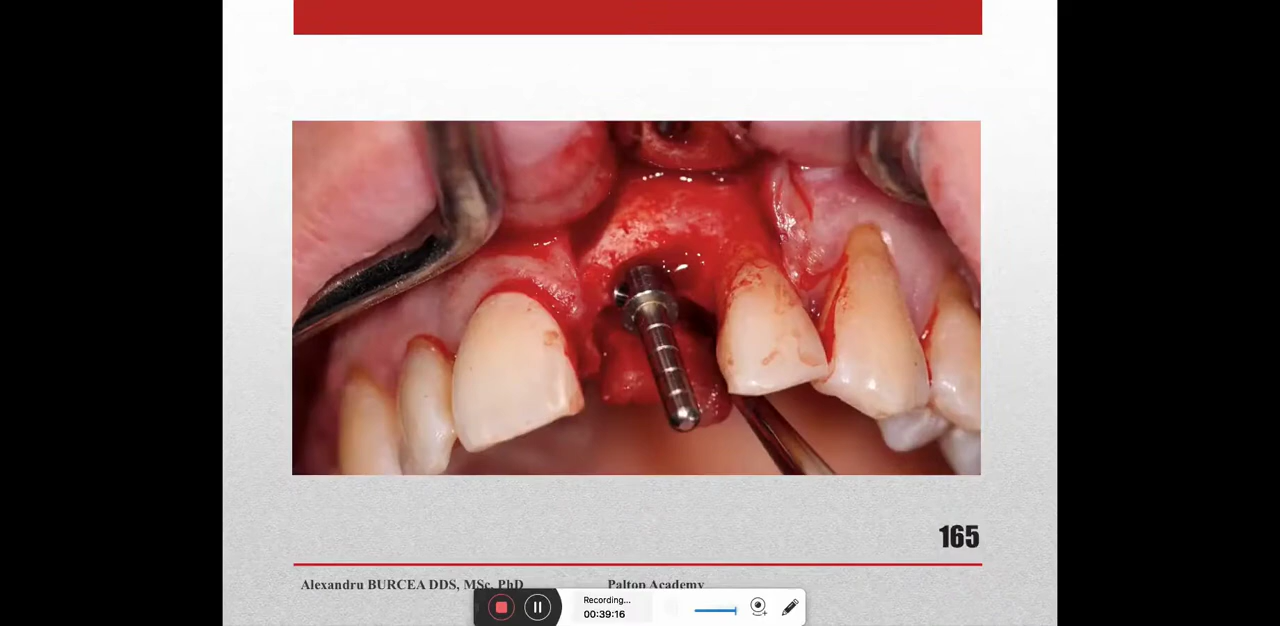 165
Alexandru BURCEA DDS, MSc, PhD
Palton Academy
Recording...
00:39:16